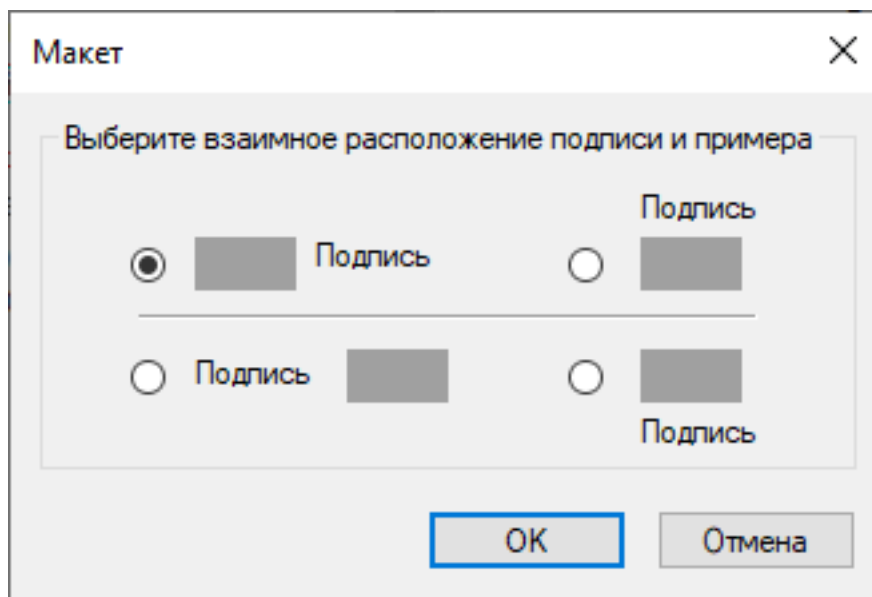 Макет
Выберите взаимное расположение подписи и примера
Подпись
Подпись
Подпись
Подпись
OK
Отмена